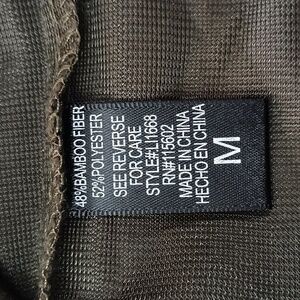 48%BAMBOO FIBER
52%POLYESTER
SEE REVERSE
FOR CARE
STYLE#LI1668
RN#115602
MADE IN CHINA
HECHO EN CHINA
M